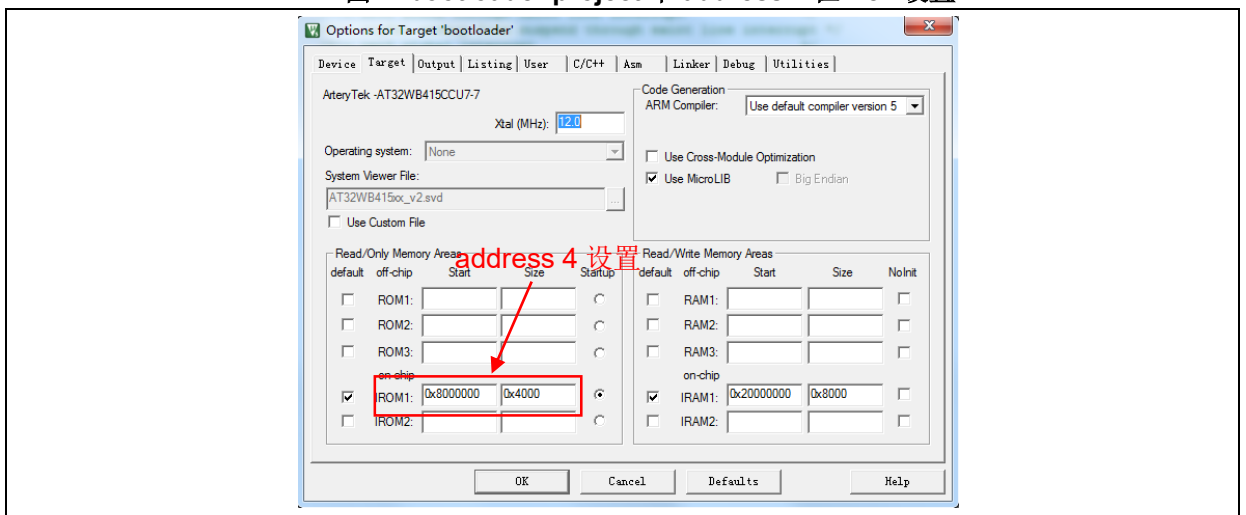 Options for Target 'bootloader'
Device Target Output Listing User C/C++ Asm Linker Debug Utilities
ArteryTek -AT32WB415CCU7-7
Xtal (MHz): 12.0
Operating system: None
System Viewer File:
AT32WB415xx_v2.svd
...
Use Custom File
Code Generation
ARM Compiler: Use default compiler version 5
Use Cross-Module Optimization
Use MicroLIB Big Endian
address 4 设置
Read/Only Memory Areas
default off-chip Start Size Startup
ROM1:
ROM2:
ROM3:
on-chip
IROM1: 0x8000000 0x4000
IROM2:
Read/Write Memory Areas
default off-chip Start Size NoInit
RAM1:
RAM2:
RAM3:
on-chip
IRAM1: 0x20000000 0x8000
IRAM2:
OK Cancel Defaults Help